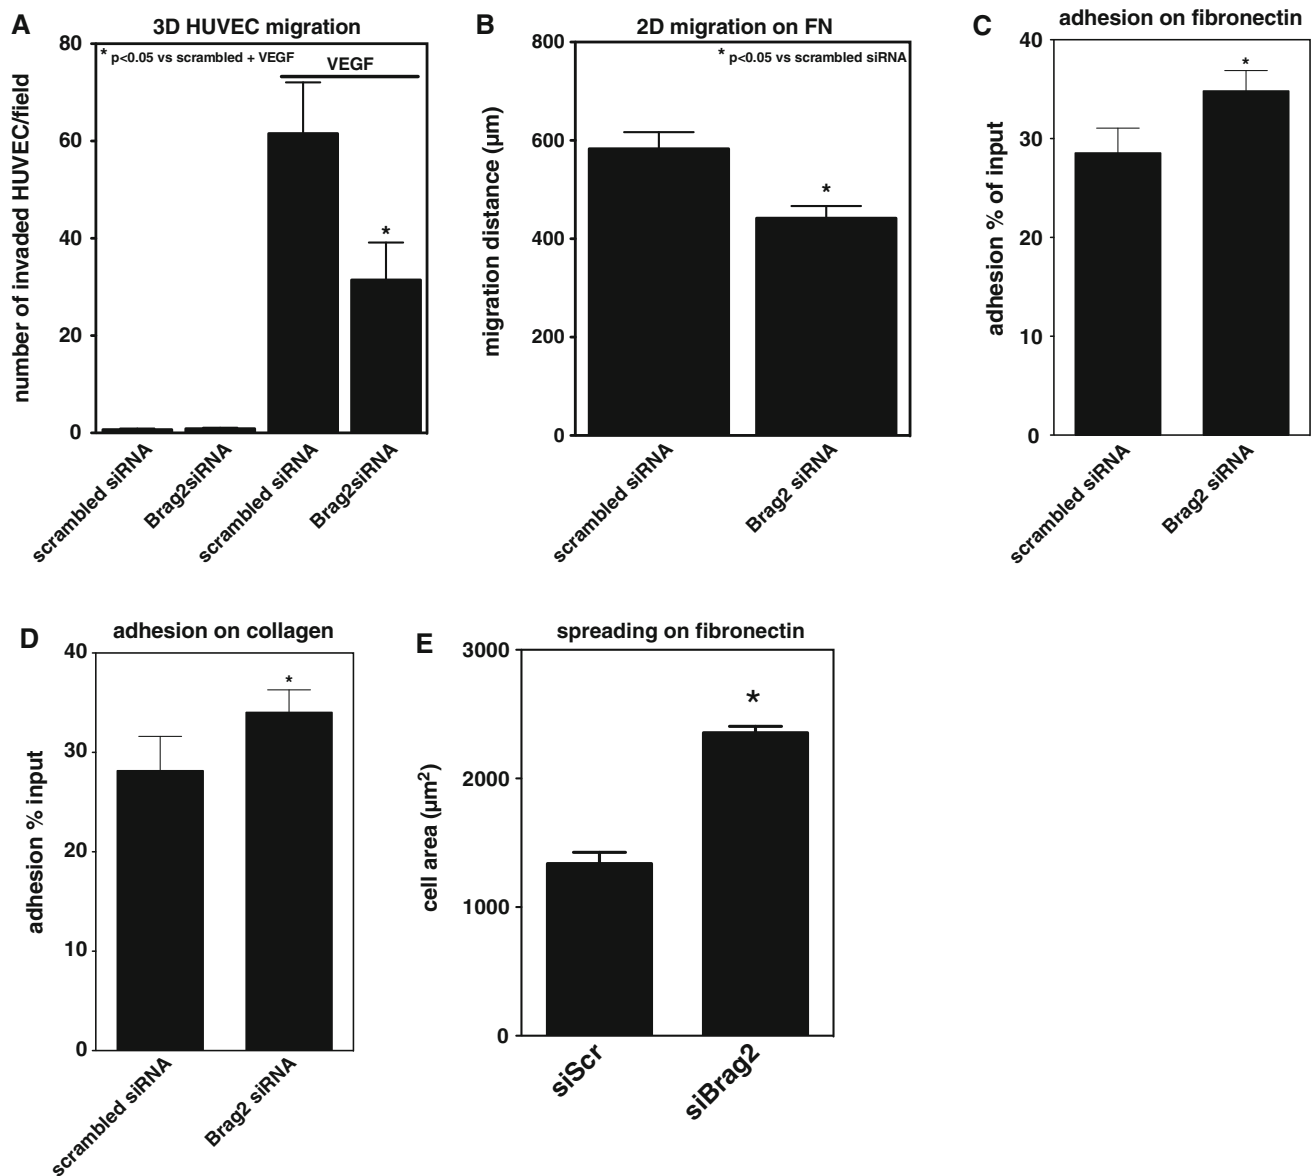 A
3D HUVEC migration
* p<0.05 vs scrambled + VEGF
VEGF
number of invaded HUVEC/field
80
60
40
20
0
scrambled siRNA
Brag2siRNA
scrambled siRNA
Brag2siRNA
*
B
2D migration on FN
* p<0.05 vs scrambled siRNA
migration distance (µm)
800
600
400
200
0
*
scrambled siRNA
Brag2 siRNA
C
adhesion on fibronectin
adhesion % of input
40
30
20
10
0
*
scrambled siRNA
Brag2 siRNA
D
adhesion on collagen
adhesion % input
40
30
20
10
0
*
scrambled siRNA
Brag2 siRNA
E
spreading on fibronectin
cell area (µm²)
3000
2000
1000
0
*
siScr
siBrag2